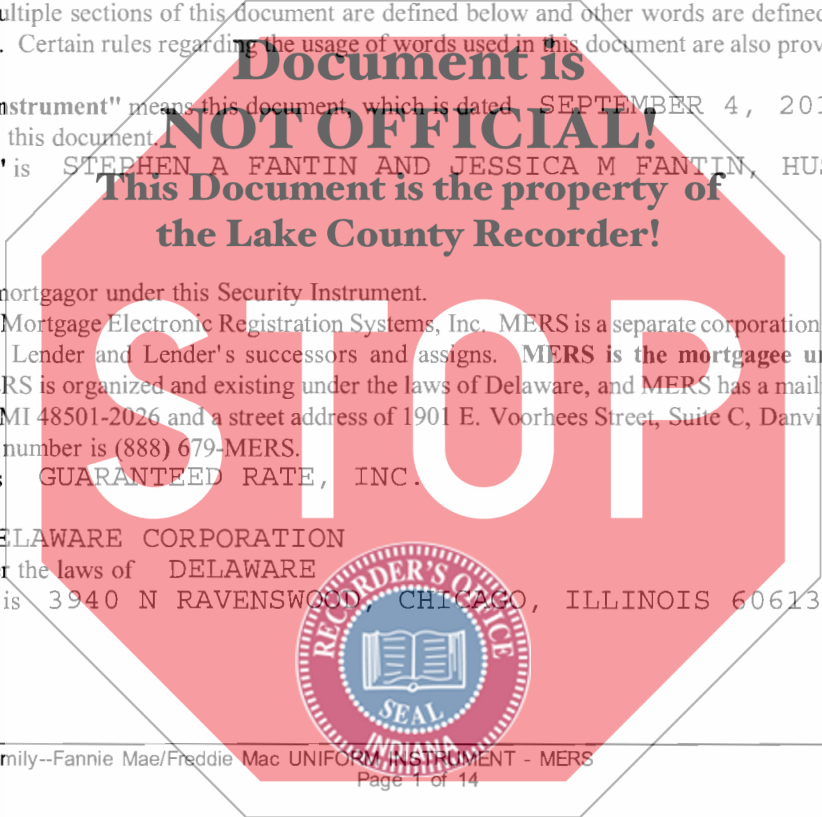 ultiple sections of this document are defined below and other words are defined
. Certain rules regarding the usage of words used in this document are also prov
Document is
nstrument" means this document, which is dated SEPTEMBER 4, 201
this document.
NOT OFFICIAL!
" is STEPHEN A FANTIN AND JESSICA M FANTIN, HUS
This Document is the property of
the Lake County Recorder!
mortgagor under this Security Instrument.
Mortgage Electronic Registration Systems, Inc. MERS is a separate corporation
Lender and Lender's successors and assigns. MERS is the mortgagee un
RS is organized and existing under the laws of Delaware, and MERS has a maili
MI 48501-2026 and a street address of 1901 E. Voorhees Street, Suite C, Danvi
number is (888) 679-MERS.
STOP
s GUARANTEED RATE, INC.
ELAWARE CORPORATION
r the laws of DELAWARE
is 3940 N RAVENSWOOD, CHICAGO, ILLINOIS 60613
RECORDER'S OFFICE
SEAL
INDIANA
mily--Fannie Mae/Freddie Mac UNIFORM INSTRUMENT - MERS
Page 1 of 14